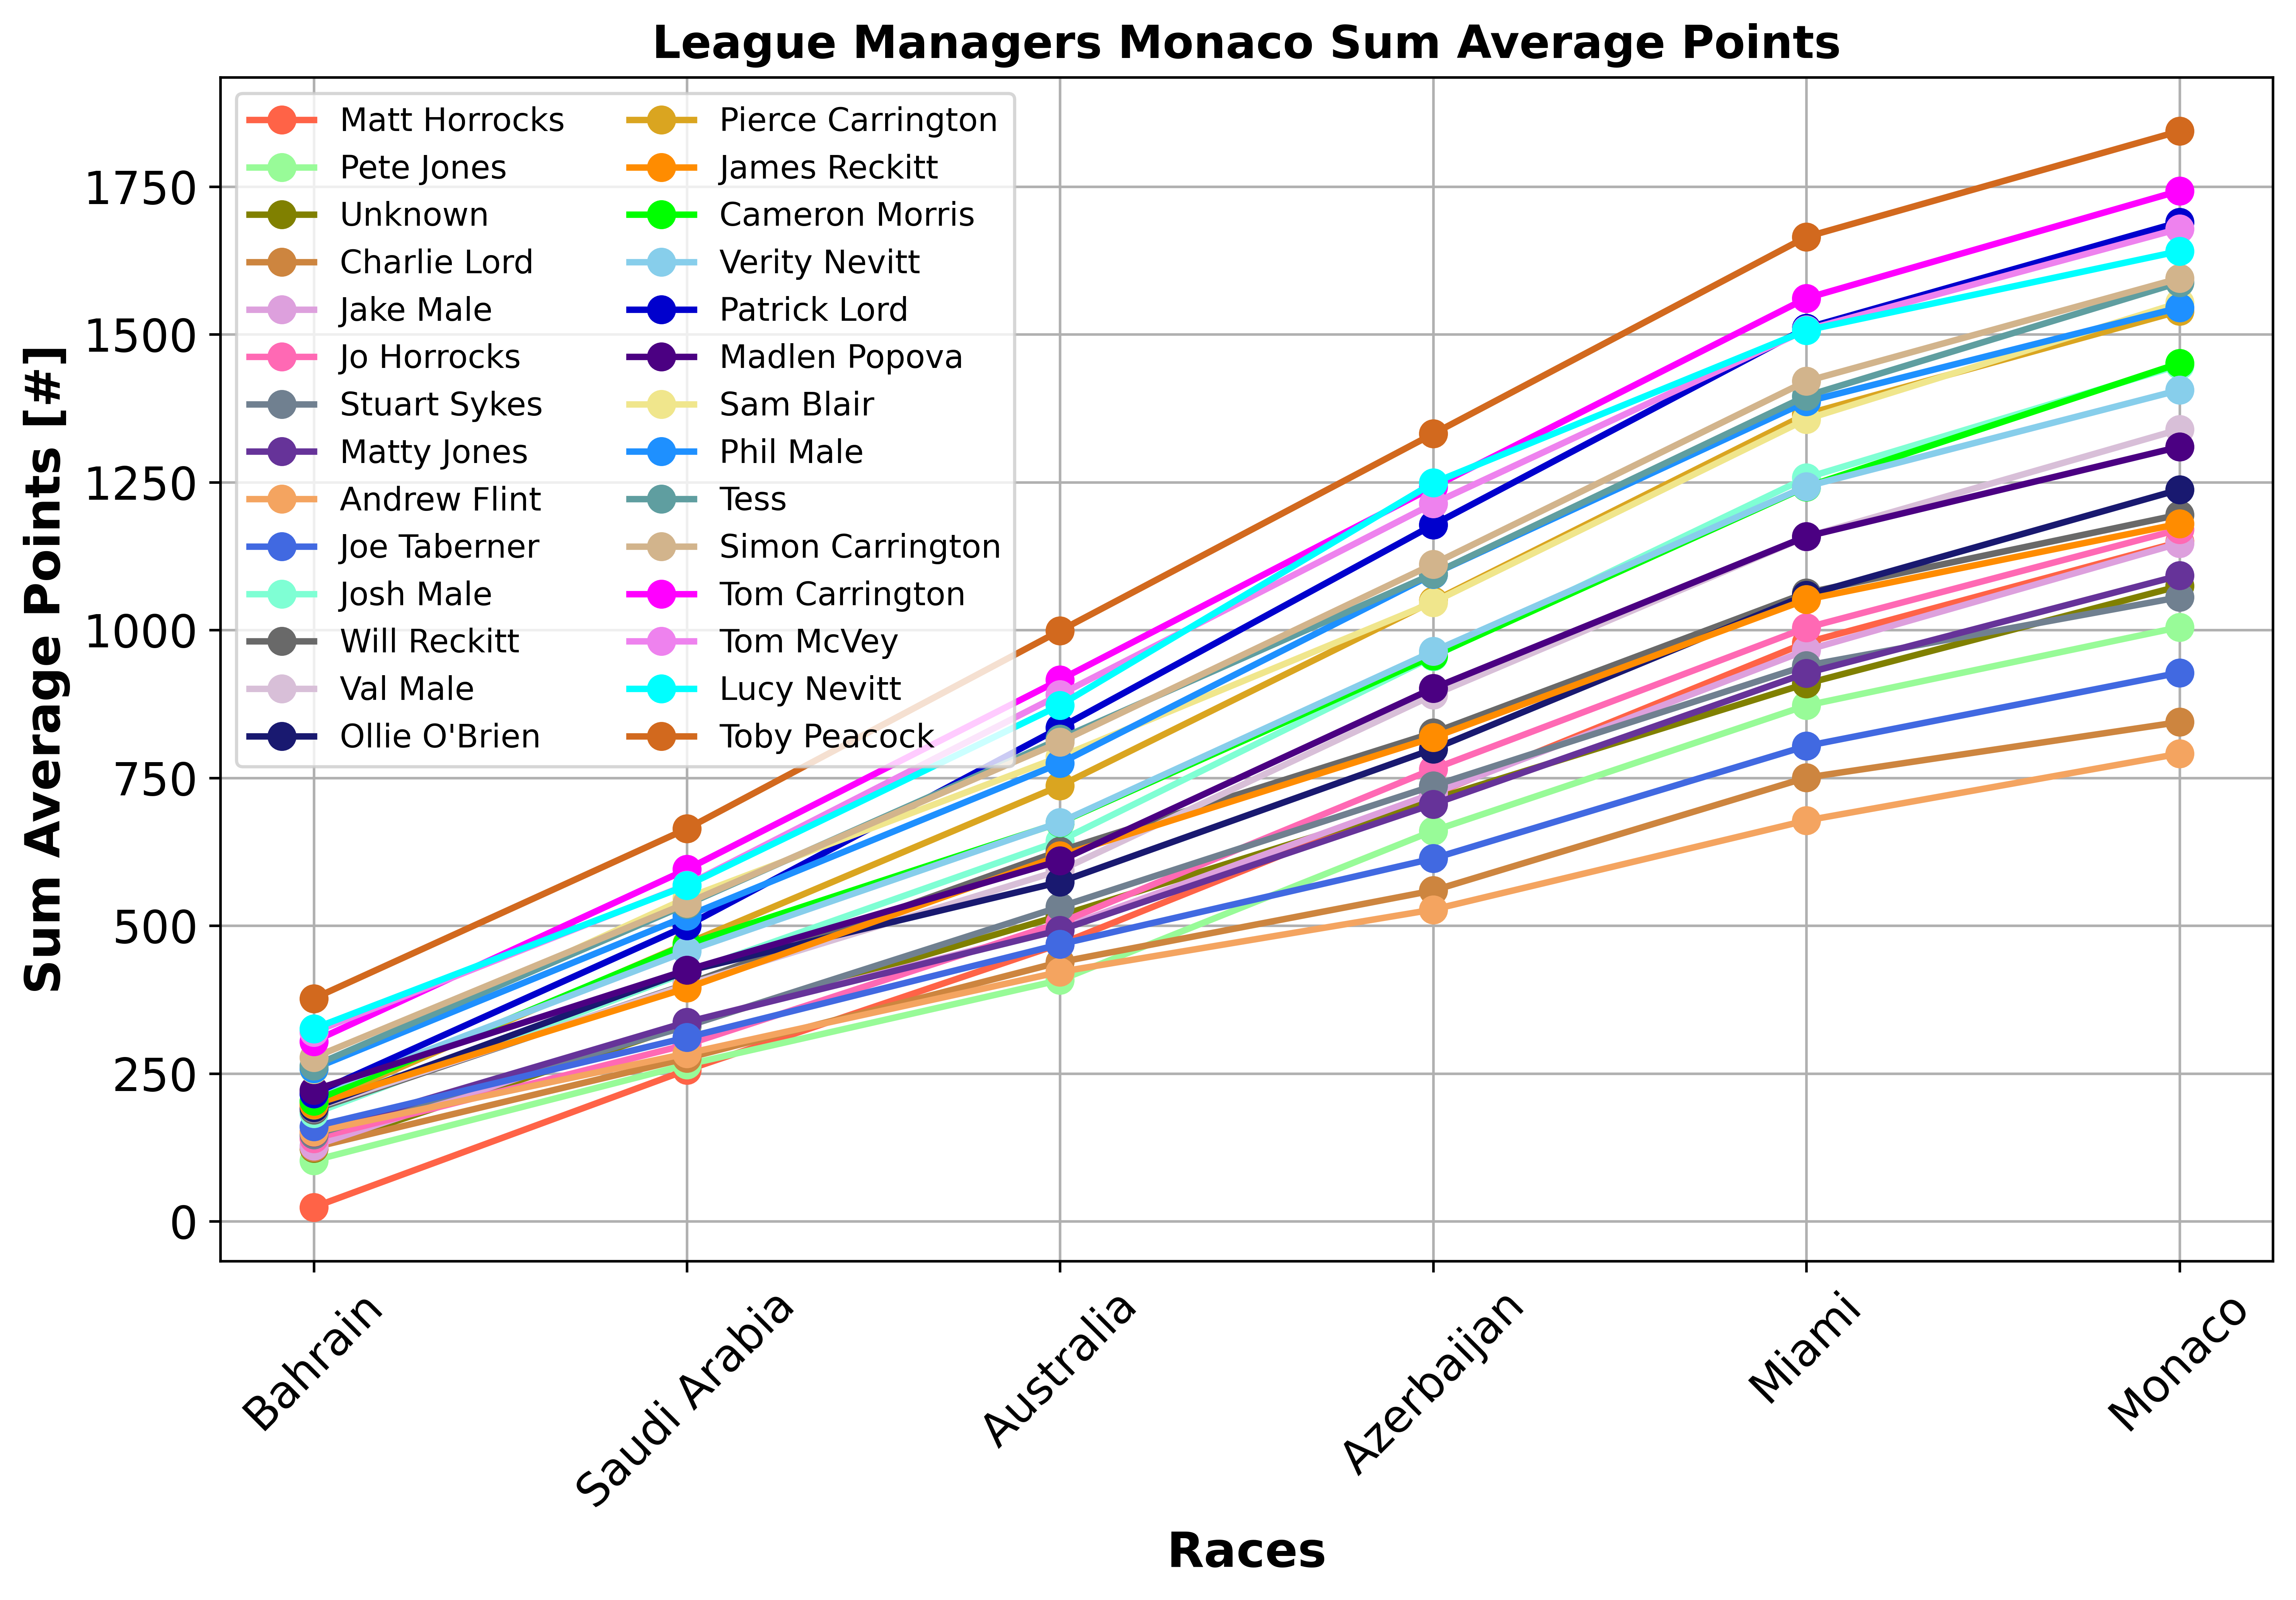 League Managers Monaco Sum Average Points
Sum Average Points [#]
1750
1500
1250
1000
750
500
250
0
Matt Horrocks
Pete Jones
Unknown
Charlie Lord
Jake Male
Jo Horrocks
Stuart Sykes
Matty Jones
Andrew Flint
Joe Taberner
Josh Male
Will Reckitt
Val Male
Ollie O'Brien
Pierce Carrington
James Reckitt
Cameron Morris
Verity Nevitt
Patrick Lord
Madlen Popova
Sam Blair
Phil Male
Tess
Simon Carrington
Tom Carrington
Tom McVey
Lucy Nevitt
Toby Peacock
Bahrain
Saudi Arabia
Australia
Azerbaijan
Miami
Monaco
Races